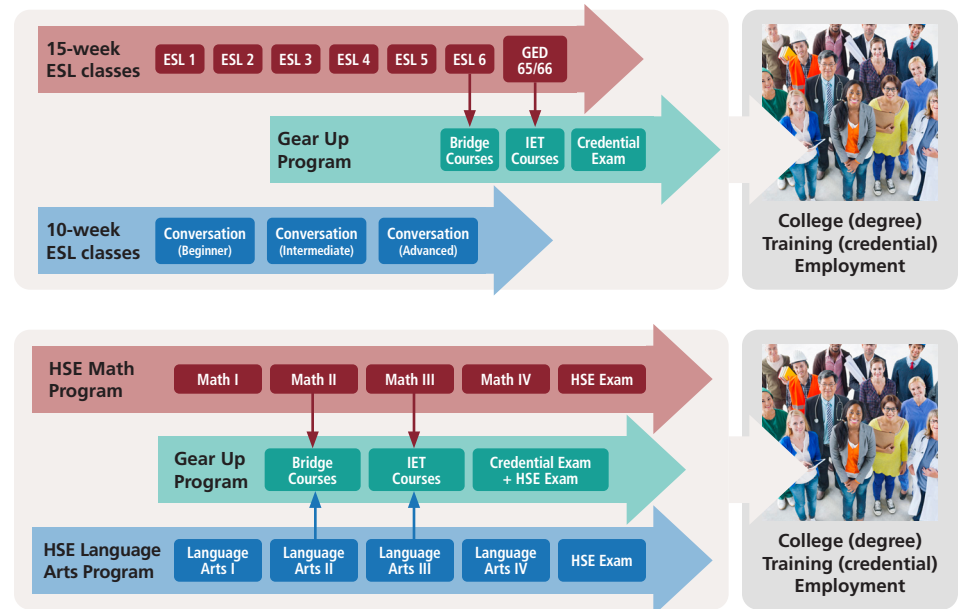 15-week
ESL classes
ESL 1
ESL 2
ESL 3
ESL 4
ESL 5
ESL 6
GED
65/66
Gear Up
Program
Bridge
Courses
IET
Courses
Credential
Exam
10-week
ESL classes
Conversation
(Beginner)
Conversation
(Intermediate)
Conversation
(Advanced)
College (degree)
Training (credential)
Employment
HSE Math
Program
Math I
Math II
Math III
Math IV
HSE Exam
Gear Up
Program
Bridge
Courses
IET
Courses
Credential Exam
+ HSE Exam
HSE Language
Arts Program
Language
Arts I
Language
Arts II
Language
Arts III
Language
Arts IV
HSE Exam
College (degree)
Training (credential)
Employment